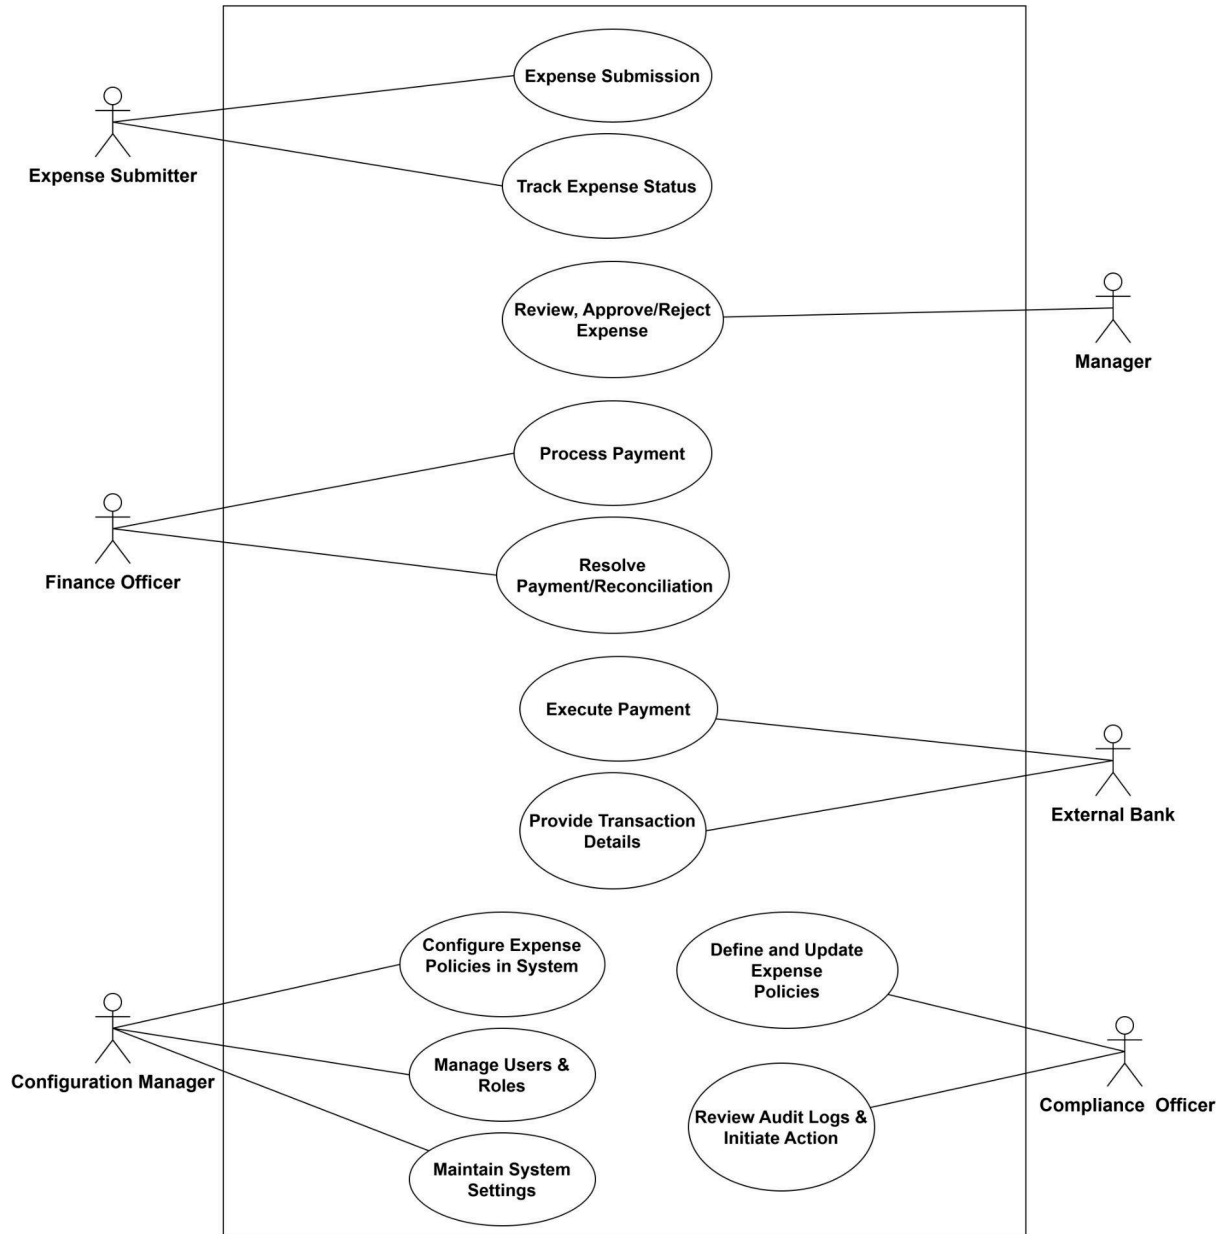 Expense Submission
Expense Submitter
Track Expense Status
Review, Approve/Reject
Expense
Manager
Process Payment
Finance Officer
Resolve
Payment/Reconciliation
Execute Payment
External Bank
Provide Transaction
Details
Configure Expense
Policies in System
Define and Update
Expense
Policies
Configuration Manager
Manage Users &
Roles
Compliance Officer
Review Audit Logs &
Initiate Action
Maintain System
Settings